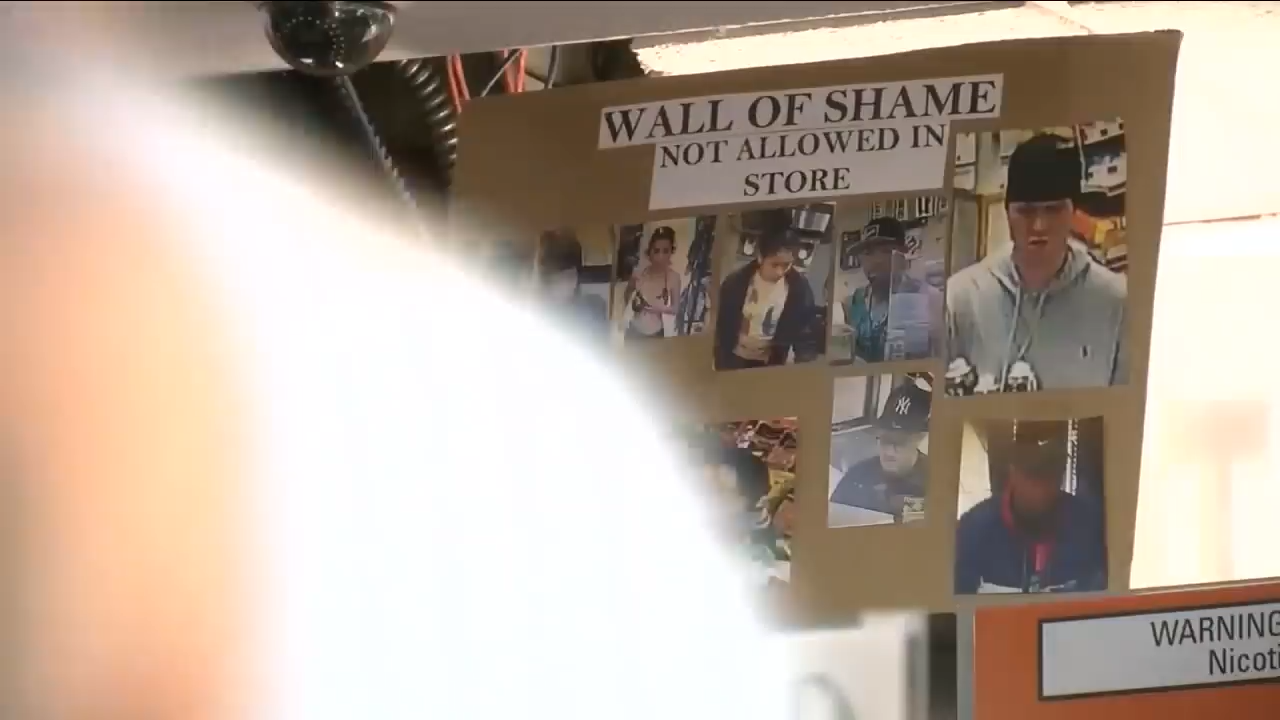 WALL OF SHAME
NOT ALLOWED IN
STORE
WARNING
Nicoti